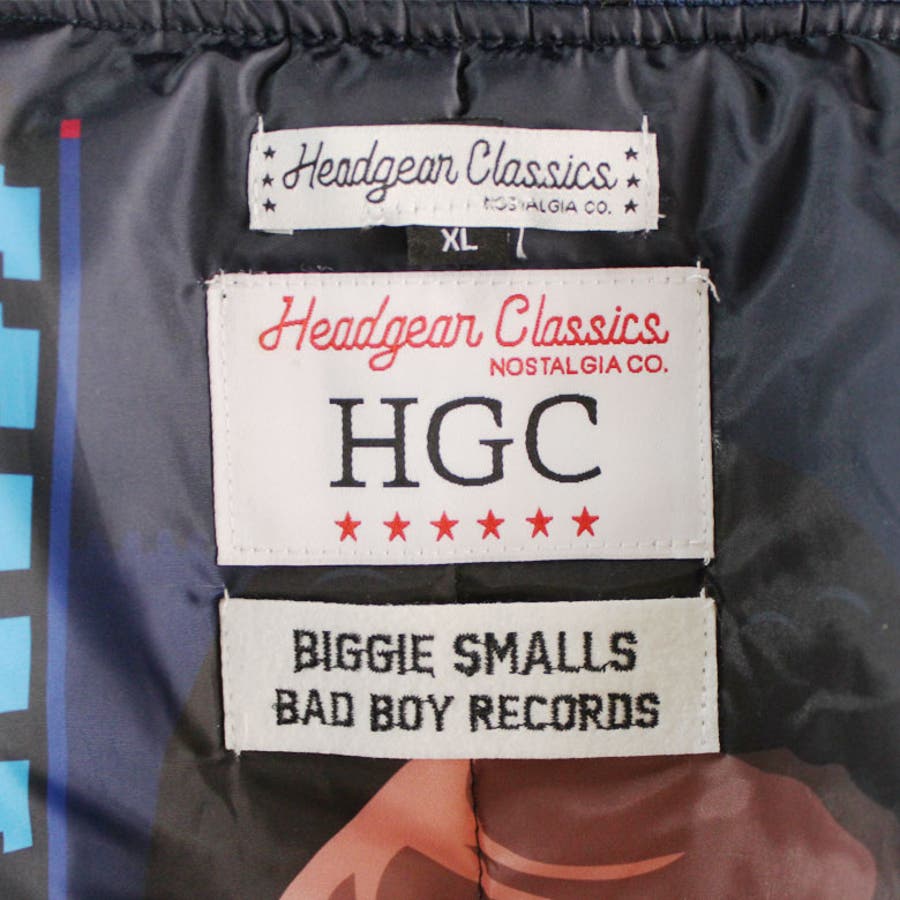 Headgear Classics
NOSTALGIA CO.
XL
Headgear Classics
NOSTALGIA CO.
HGC
BIGGIE SMALLS
BAD BOY RECORDS